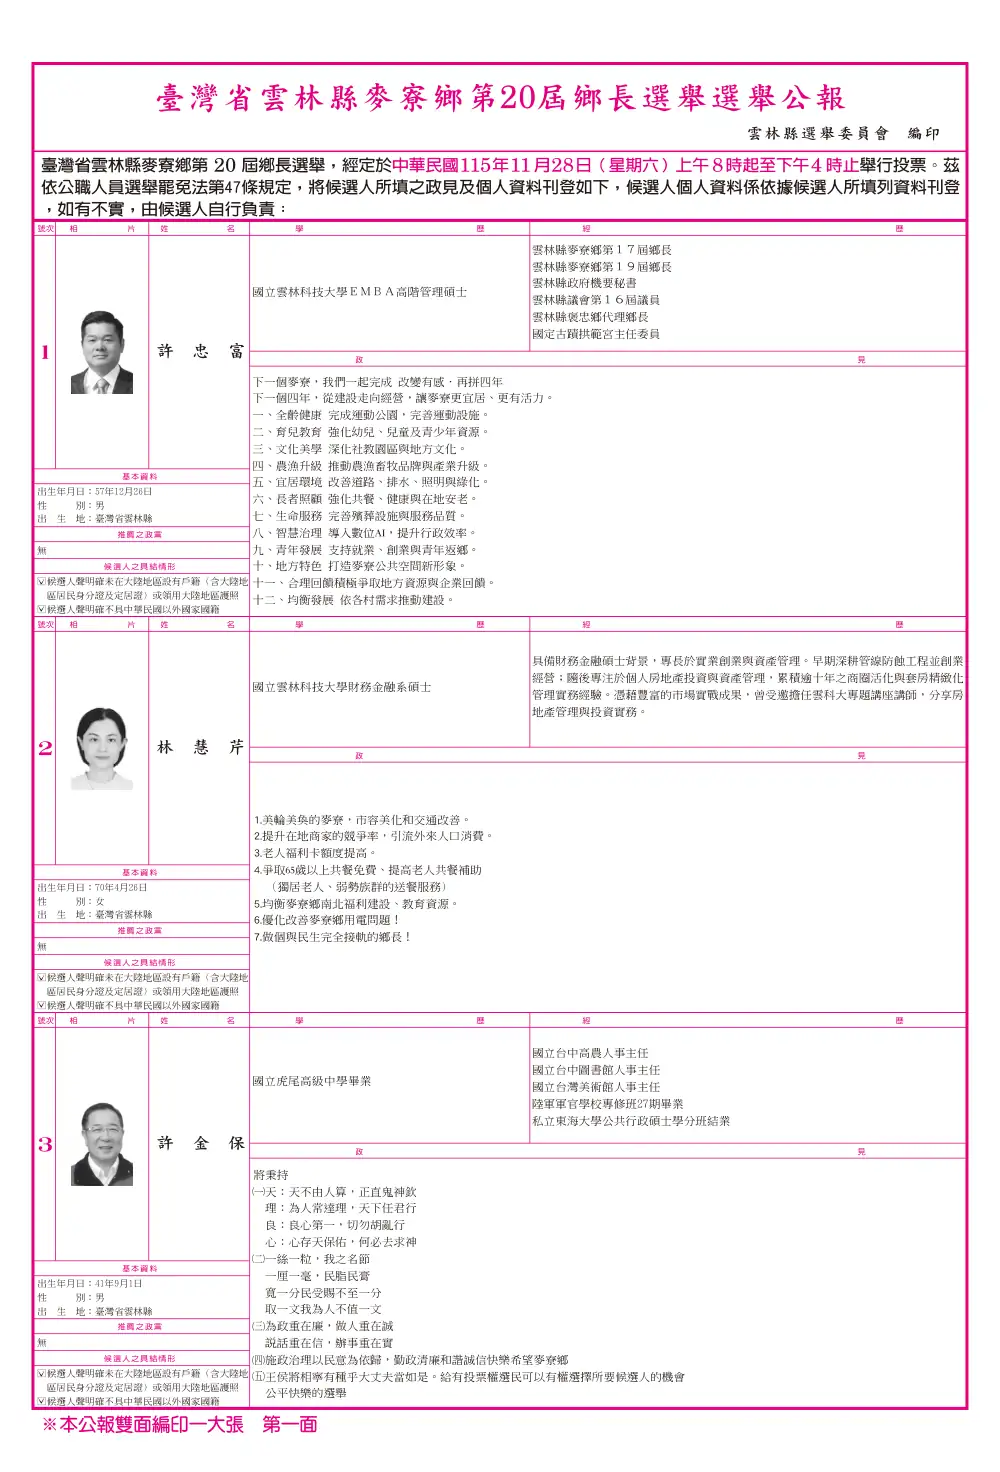 臺灣省雲林縣麥寮鄉第20屆鄉長選舉選舉公報
雲林縣選舉委員會　編印
臺灣省雲林縣麥寮鄉第 20 屆鄉長選舉，經定於中華民國115年11月28日（星期六）上午8時起至下午4時止舉行投票。茲
依公職人員選舉罷免法第47條規定，將候選人所填之政見及個人資料刊登如下，候選人個人資料係依據候選人所填列資料刊登
，如有不實，由候選人自行負責：
號次 相片 姓名 學歷 經歷
1
許忠富
國立雲林科技大學ＥＭＢＡ高階管理碩士
雲林縣麥寮鄉第１７屆鄉長
雲林縣麥寮鄉第１９屆鄉長
雲林縣政府機要秘書
雲林縣議會第１６屆議員
雲林縣褒忠鄉代理鄉長
國定古蹟拱範宮主任委員
政見
下一個麥寮，我們一起完成 改變有感．再拼四年
下一個四年，從建設走向經營，讓麥寮更宜居、更有活力。
一、全齡健康 完成運動公園，完善運動設施。
二、育兒教育 強化幼兒、兒童及青少年資源。
三、文化美學 深化社教園區與地方文化。
四、農漁升級 推動農漁畜牧品牌與產業升級。
五、宜居環境 改善道路、排水、照明與綠化。
六、長者照顧 強化共餐、健康與在地安老。
七、生命服務 完善殯葬設施與服務品質。
八、智慧治理 導入數位AI，提升行政效率。
九、青年發展 支持就業、創業與青年返鄉。
十、地方特色 打造麥寮公共空間新形象。
十一、合理回饋積極爭取地方資源與企業回饋。
十二、均衡發展 依各村需求推動建設。
基本資料
出生年月日：57年12月26日
性　　別：男
出　生　地：臺灣省雲林縣
推薦之政黨
無
候選人之具結情形
☑候選人聲明確未在大陸地區設有戶籍（含大陸地
區居民身分證及定居證）或領用大陸地區護照
☑候選人聲明確不具中華民國以外國家國籍
號次 相片 姓名 學歷 經歷
2
林慧芹
國立雲林科技大學財務金融系碩士
具備財務金融碩士背景，專長於實業創業與資產管理。早期深耕管線防蝕工程並創業
經營；隨後專注於個人房地產投資與資產管理，累積逾十年之商圈活化與套房精緻化
管理實務經驗。憑藉豐富的市場實戰成果，曾受邀擔任雲科大專題講座講師，分享房
地產管理與投資實務。
政見
1.美輪美奐的麥寮，市容美化和交通改善。
2.提升在地商家的競爭率，引流外來人口消費。
3.老人福利卡額度提高。
4.爭取65歲以上共餐免費、提高老人共餐補助
（獨居老人、弱勢族群的送餐服務）
5.均衡麥寮鄉南北福利建設、教育資源。
6.優化改善麥寮鄉用電問題！
7.做個與民生完全接軌的鄉長！
基本資料
出生年月日：70年4月26日
性　　別：女
出　生　地：臺灣省雲林縣
推薦之政黨
無
候選人之具結情形
☑候選人聲明確未在大陸地區設有戶籍（含大陸地
區居民身分證及定居證）或領用大陸地區護照
☑候選人聲明確不具中華民國以外國家國籍
號次 相片 姓名 學歷 經歷
3
許金保
國立虎尾高級中學畢業
國立台中高農人事主任
國立台中圖書館人事主任
國立台灣美術館人事主任
陸軍軍官學校專修班27期畢業
私立東海大學公共行政碩士學分班結業
政見
將秉持
㈠天：天不由人算，正直鬼神欽
理：為人常達理，天下任君行
良：良心第一，切勿胡亂行
心：心存天保佑，何必去求神
㈡一絲一粒，我之名節
一厘一毫，民脂民膏
寬一分民受賜不至一分
取一文我為人不值一文
㈢為政重在廉，做人重在誠
說話重在信，辦事重在實
㈣施政治理以民意為依歸，勤政清廉和諧誠信快樂希望麥寮鄉
㈤王侯將相寧有種乎大丈夫當如是。給有投票權選民可以有權選擇所要候選人的機會
公平快樂的選舉
基本資料
出生年月日：41年9月1日
性　　別：男
出　生　地：臺灣省雲林縣
推薦之政黨
無
候選人之具結情形
☑候選人聲明確未在大陸地區設有戶籍（含大陸地
區居民身分證及定居證）或領用大陸地區護照
☑候選人聲明確不具中華民國以外國家國籍
※本公報雙面編印一大張　第一面